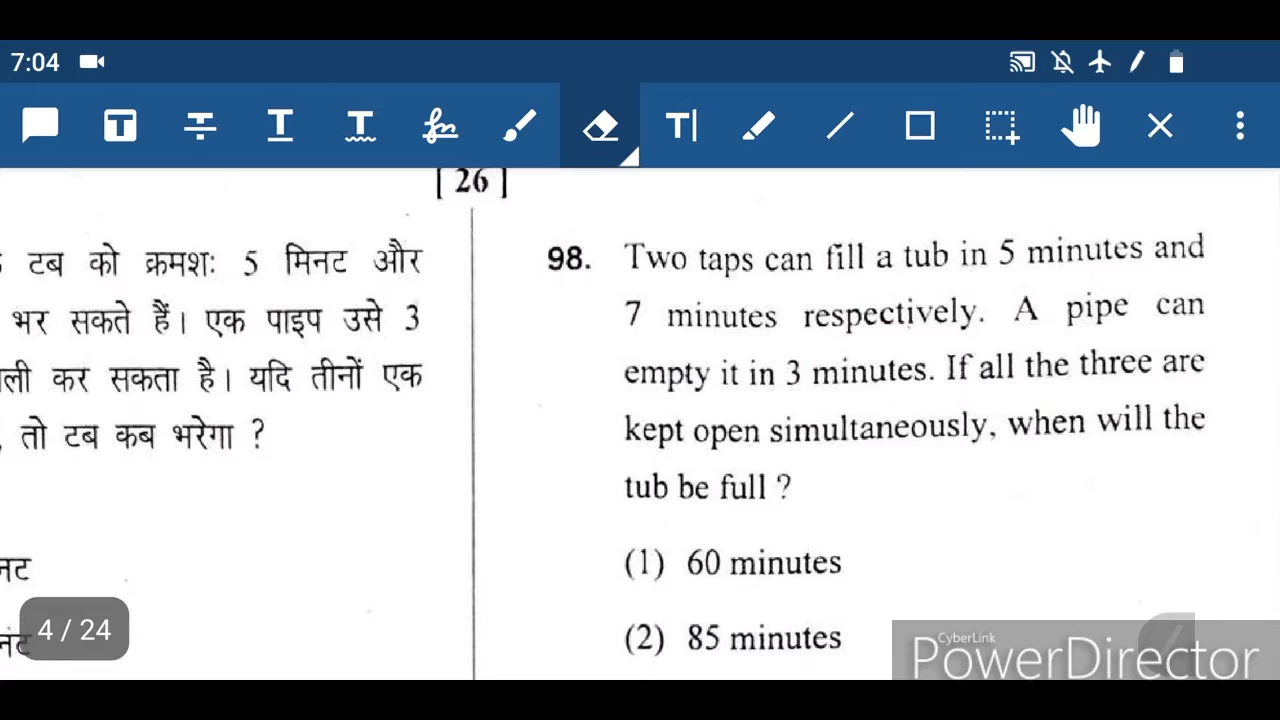 7:04
[ 26 ]
टब को क्रमशः 5 मिनट और
भर सकते हैं। एक पाइप उसे 3
कर सकता है। यदि तीनों एक
तो टब कब भरेगा ?
98. Two taps can fill a tub in 5 minutes and
7 minutes respectively. A pipe can
empty it in 3 minutes. If all the three are
kept open simultaneously, when will the
tub be full ?
(1) 60 minutes
(2) 85 minutes
4 / 24
CyberLink
PowerDirector